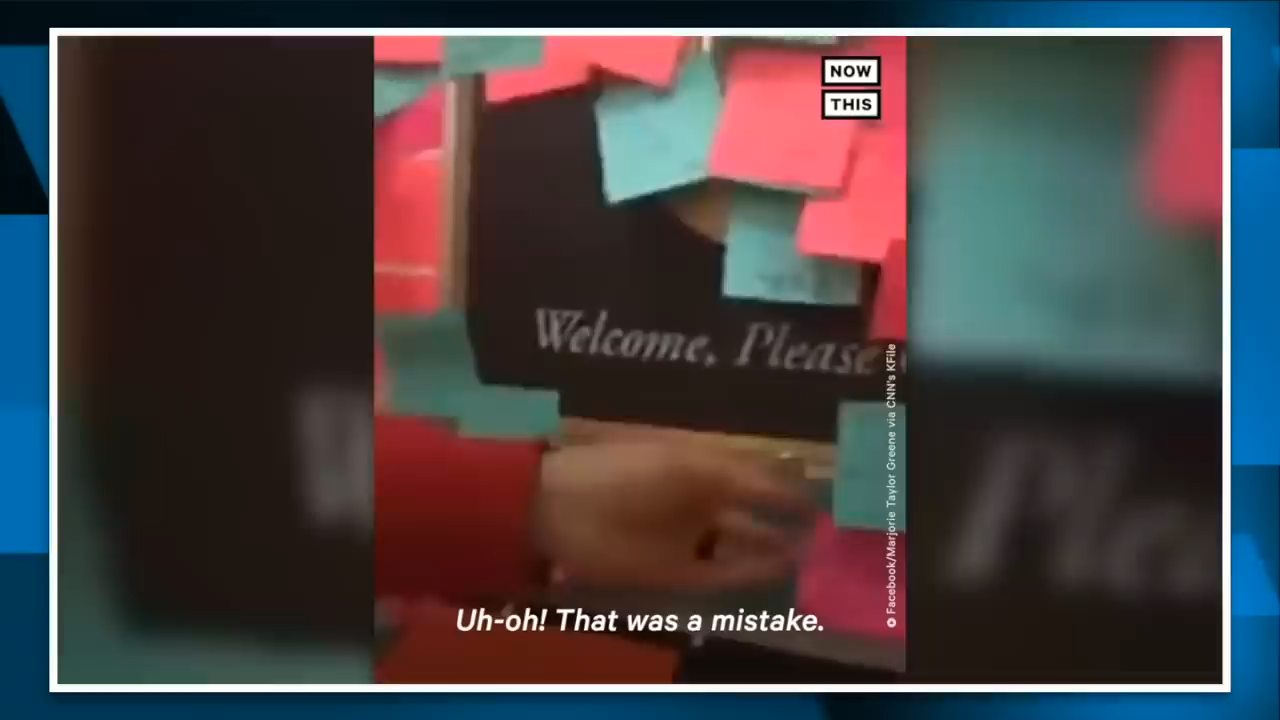 NOW
THIS
Welcome, Please
© Facebook/Marjorie Taylor Greene via CNN's KFile
Uh-oh! That was a mistake.